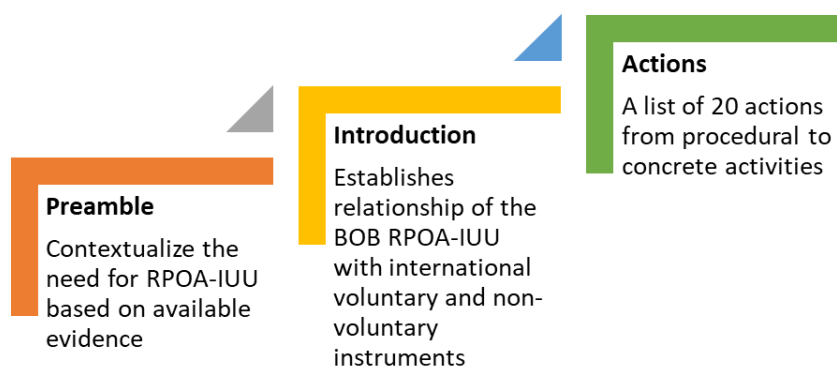 Preamble
Contextualize the
need for RPOA-IUU
based on available
evidence
Introduction
Establishes
relationship of the
BOB RPOA-IUU
with international
voluntary and non-
voluntary
instruments
Actions
A list of 20 actions
from procedural to
concrete activities